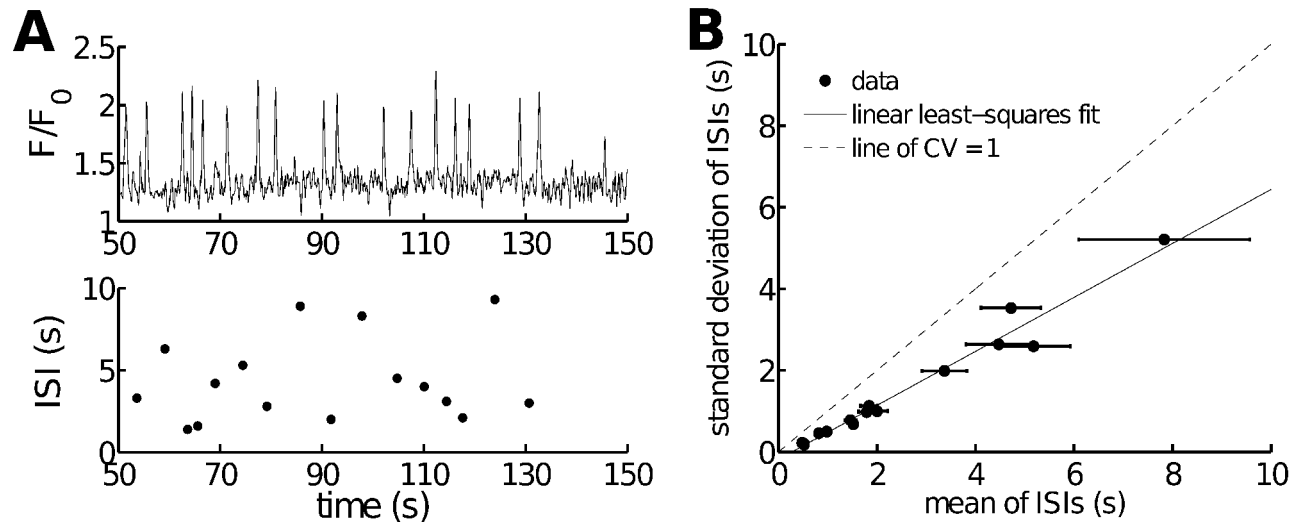 A
2.5
2
1.5
1
F/F0
50 70 90 110 130 150
10
5
0
ISI (s)
50 70 90 110 130 150
time (s)
B
10
8
6
4
2
0
standard deviation of ISIs (s)
data
linear least−squares fit
line of CV = 1
0 2 4 6 8 10
mean of ISIs (s)